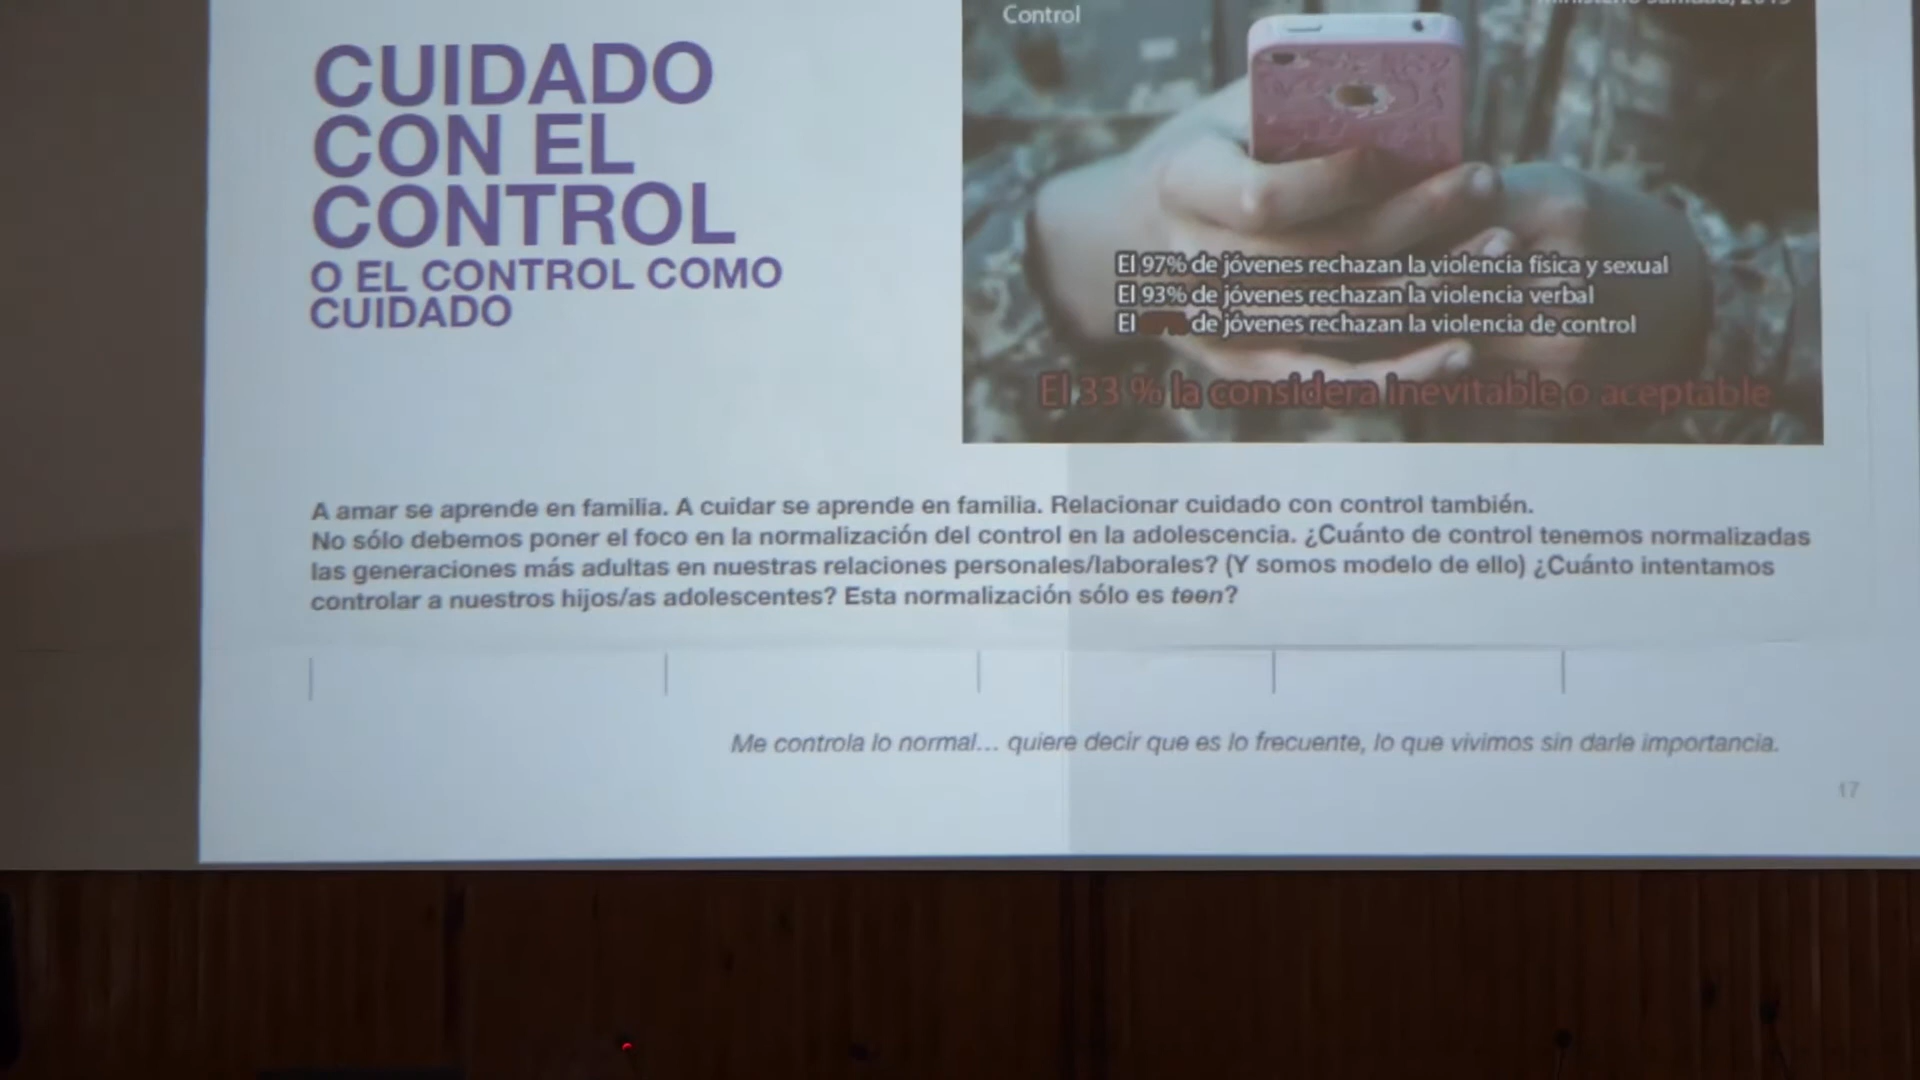 CUIDADO
CON EL
CONTROL
O EL CONTROL COMO
CUIDADO
Control
El 97% de jóvenes rechazan la violencia física y sexual
El 93% de jóvenes rechazan la violencia verbal
El % de jóvenes rechazan la violencia de control
El 33 % la considera inevitable o aceptable
A amar se aprende en familia. A cuidar se aprende en familia. Relacionar cuidado con control también.
No sólo debemos poner el foco en la normalización del control en la adolescencia. ¿Cuánto de control tenemos normalizadas
las generaciones más adultas en nuestras relaciones personales/laborales? (Y somos modelo de ello) ¿Cuánto intentamos
controlar a nuestros hijos/as adolescentes? Esta normalización sólo es teen?
Me controla lo normal... quiere decir que es lo frecuente, lo que vivimos sin darle importancia.
17